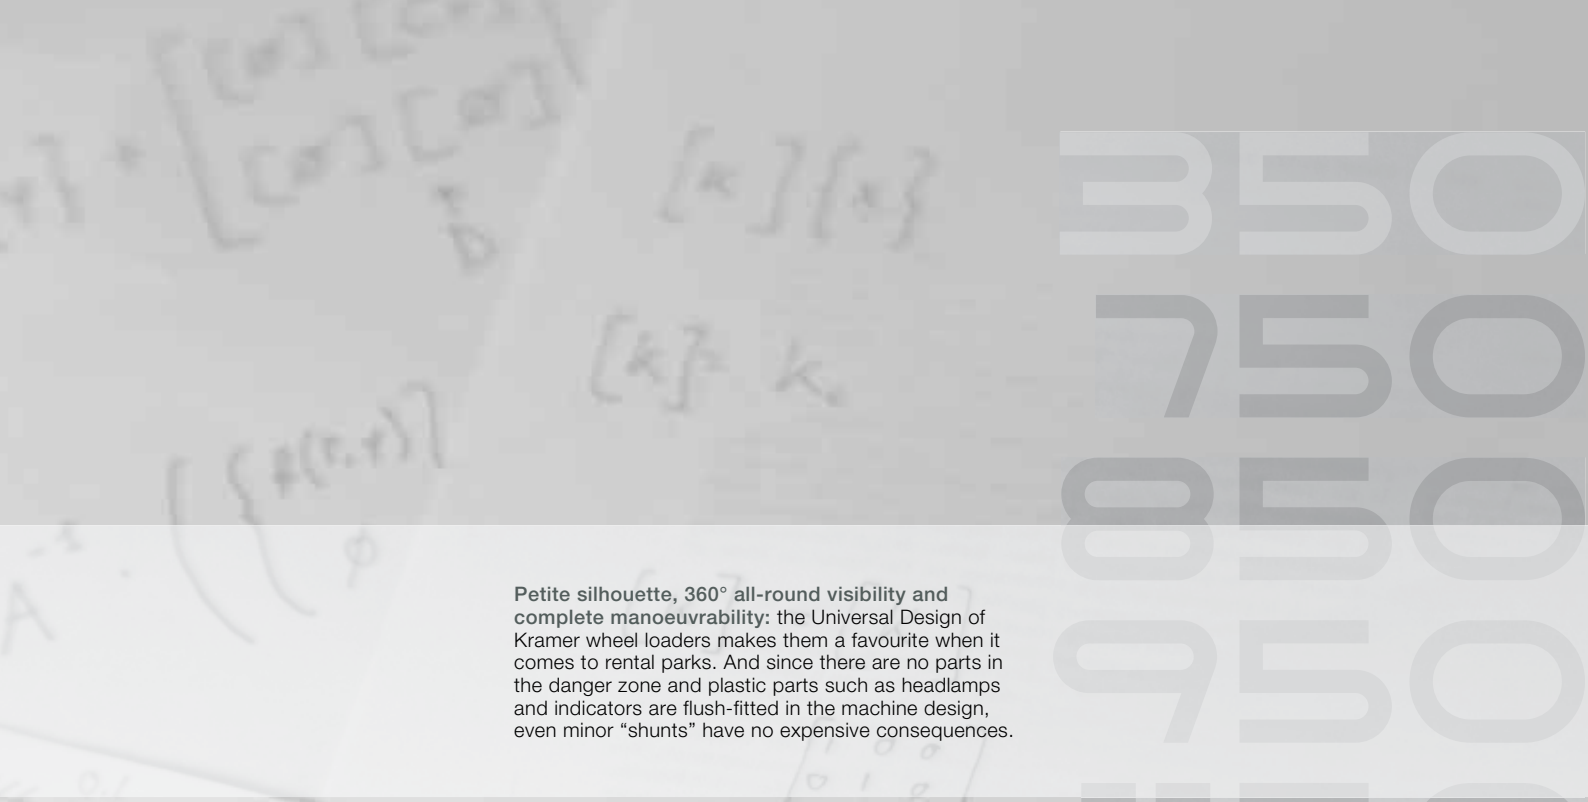 350
750
850
950
[k]{x}
[k]= k.
Petite silhouette, 360° all-round visibility and
complete manoeuvrability: the Universal Design of
Kramer wheel loaders makes them a favourite when it
comes to rental parks. And since there are no parts in
the danger zone and plastic parts such as headlamps
and indicators are flush-fitted in the machine design,
even minor “shunts” have no expensive consequences.